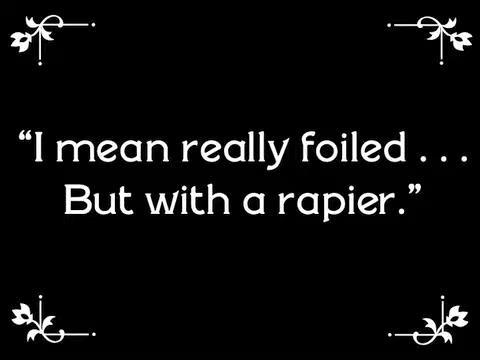 “I mean really foiled . . .
But with a rapier.”